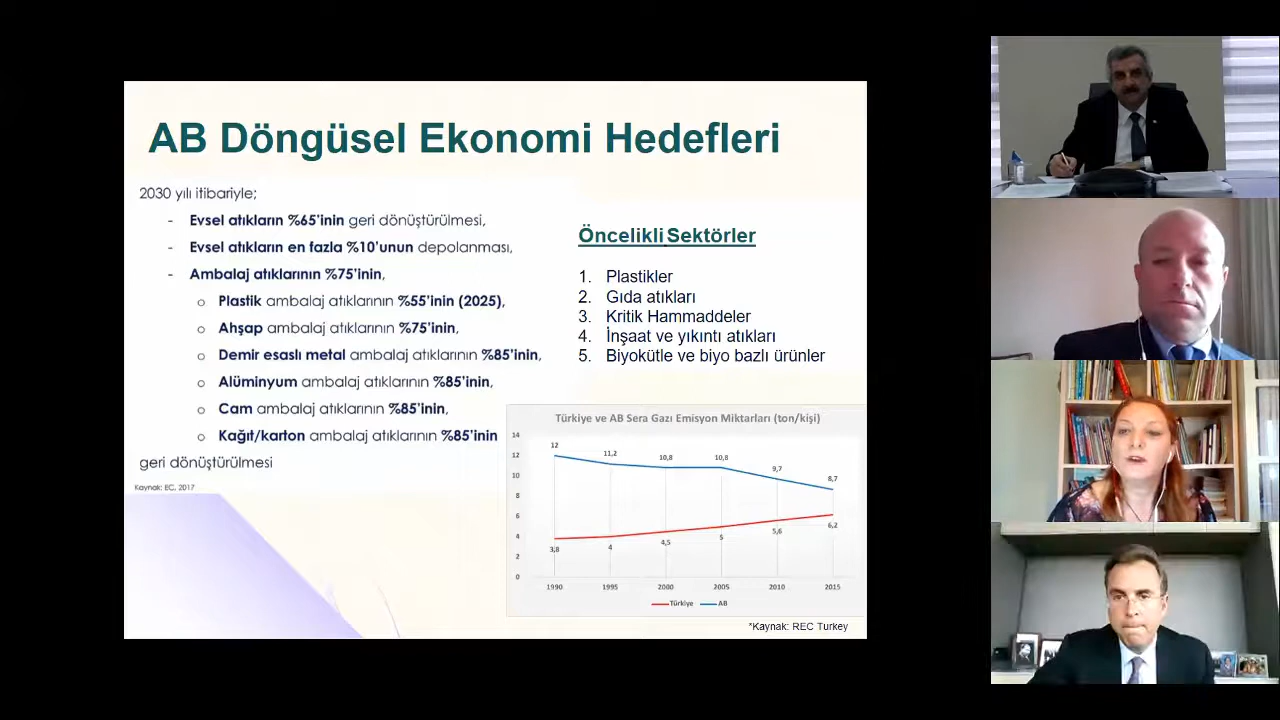 AB Döngüsel Ekonomi Hedefleri
2030 yılı itibariyle;
- Evsel atıkların %65'inin geri dönüştürülmesi,
- Evsel atıkların en fazla %10'unun depolanması,
- Ambalaj atıklarının %75'inin,
o Plastik ambalaj atıklarının %55'inin (2025),
o Ahşap ambalaj atıklarının %75'inin,
o Demir esaslı metal ambalaj atıklarının %85'inin,
o Alüminyum ambalaj atıklarının %85'inin,
o Cam ambalaj atıklarının %85'inin,
o Kağıt/karton ambalaj atıklarının %85'inin
geri dönüştürülmesi
Kaynak: EC, 2017
Öncelikli Sektörler
1. Plastikler
2. Gıda atıkları
3. Kritik Hammaddeler
4. İnşaat ve yıkıntı atıkları
5. Biyokütle ve biyo bazlı ürünler
Türkiye ve AB Sera Gazı Emisyon Miktarları (ton/kişi)
14
12
10
8
6
4
2
0
12 11,2 10,8 10,8 9,7 8,7
3,8 4 4,5 5 5,6 6,2
1990 1995 2000 2005 2010 2015
Türkiye AB
*Kaynak: REC Turkey